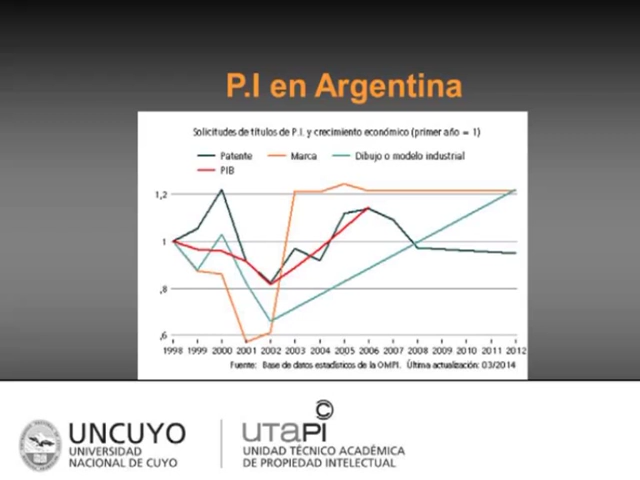 P.I en Argentina
Solicitudes de títulos de P.I. y crecimiento económico (primer año = 1)
Patente Marca Dibujo o modelo industrial
PIB
1,2
1
,8
,6
1998 1999 2000 2001 2002 2003 2004 2005 2006 2007 2008 2009 2010 2011 2012
Fuente: Base de datos estadísticos de la OMPI. Última actualización: 03/2014
UNCUYO
UNIVERSIDAD
NACIONAL DE CUYO
©
UTAPI
UNIDAD TÉCNICO ACADÉMICA
DE PROPIEDAD INTELECTUAL